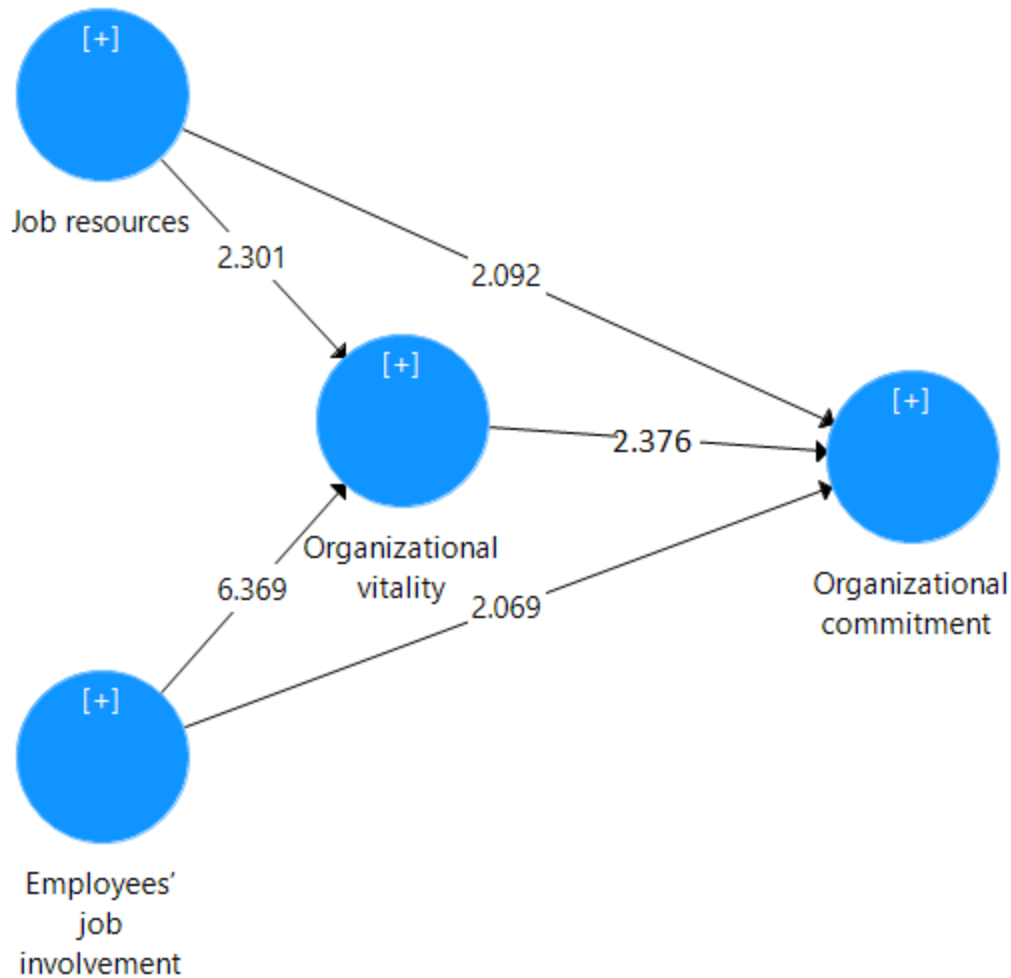 [+]
Job resources
2.301
2.092
[+]
[+]
2.376
Organizational
vitality
6.369
2.069
Organizational
commitment
[+]
Employees’
job
involvement